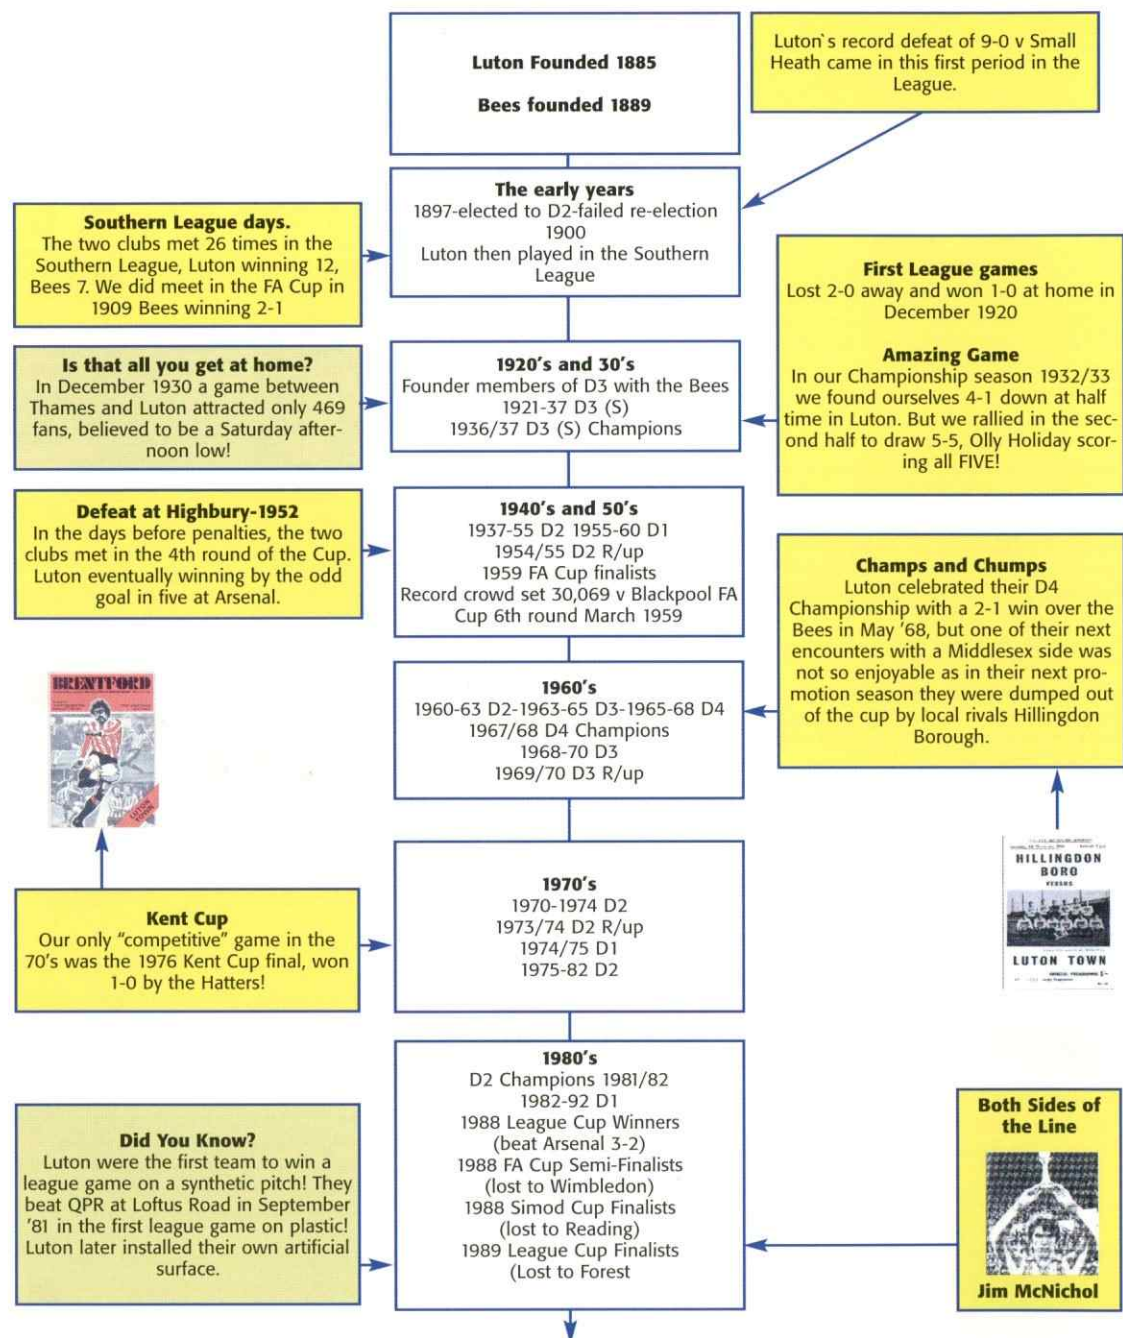 Luton Founded 1885
Bees founded 1889
Luton`s record defeat of 9-0 v Small
Heath came in this first period in the
League.
The early years
1897-elected to D2-failed re-election
1900
Luton then played in the Southern
League
Southern League days.
The two clubs met 26 times in the
Southern League, Luton winning 12,
Bees 7. We did meet in the FA Cup in
1909 Bees winning 2-1
First League games
Lost 2-0 away and won 1-0 at home in
December 1920
Amazing Game
In our Championship season 1932/33
we found ourselves 4-1 down at half
time in Luton. But we rallied in the sec-
ond half to draw 5-5, Olly Holiday scor-
ing all FIVE!
Is that all you get at home?
In December 1930 a game between
Thames and Luton attracted only 469
fans, believed to be a Saturday after-
noon low!
1920's and 30's
Founder members of D3 with the Bees
1921-37 D3 (S)
1936/37 D3 (S) Champions
Defeat at Highbury-1952
In the days before penalties, the two
clubs met in the 4th round of the Cup.
Luton eventually winning by the odd
goal in five at Arsenal.
1940's and 50's
1937-55 D2 1955-60 D1
1954/55 D2 R/up
1959 FA Cup finalists
Record crowd set 30,069 v Blackpool FA
Cup 6th round March 1959
Champs and Chumps
Luton celebrated their D4
Championship with a 2-1 win over the
Bees in May '68, but one of their next
encounters with a Middlesex side was
not so enjoyable as in their next pro-
motion season they were dumped out
of the cup by local rivals Hillingdon
Borough.
BRENTFORD
LUTON TOWN
1960's
1960-63 D2-1963-65 D3-1965-68 D4
1967/68 D4 Champions
1968-70 D3
1969/70 D3 R/up
HILLINGDON
BORO
VERSUS
LUTON TOWN
OFFICIAL PROGRAMME 1/-
Kent Cup
Our only “competitive” game in the
70's was the 1976 Kent Cup final, won
1-0 by the Hatters!
1970's
1970-1974 D2
1973/74 D2 R/up
1974/75 D1
1975-82 D2
1980's
D2 Champions 1981/82
1982-92 D1
1988 League Cup Winners
(beat Arsenal 3-2)
1988 FA Cup Semi-Finalists
(lost to Wimbledon)
1988 Simod Cup Finalists
(lost to Reading)
1989 League Cup Finalists
(Lost to Forest
Did You Know?
Luton were the first team to win a
league game on a synthetic pitch! They
beat QPR at Loftus Road in September
'81 in the first league game on plastic!
Luton later installed their own artificial
surface.
Both Sides of
the Line
Jim McNichol